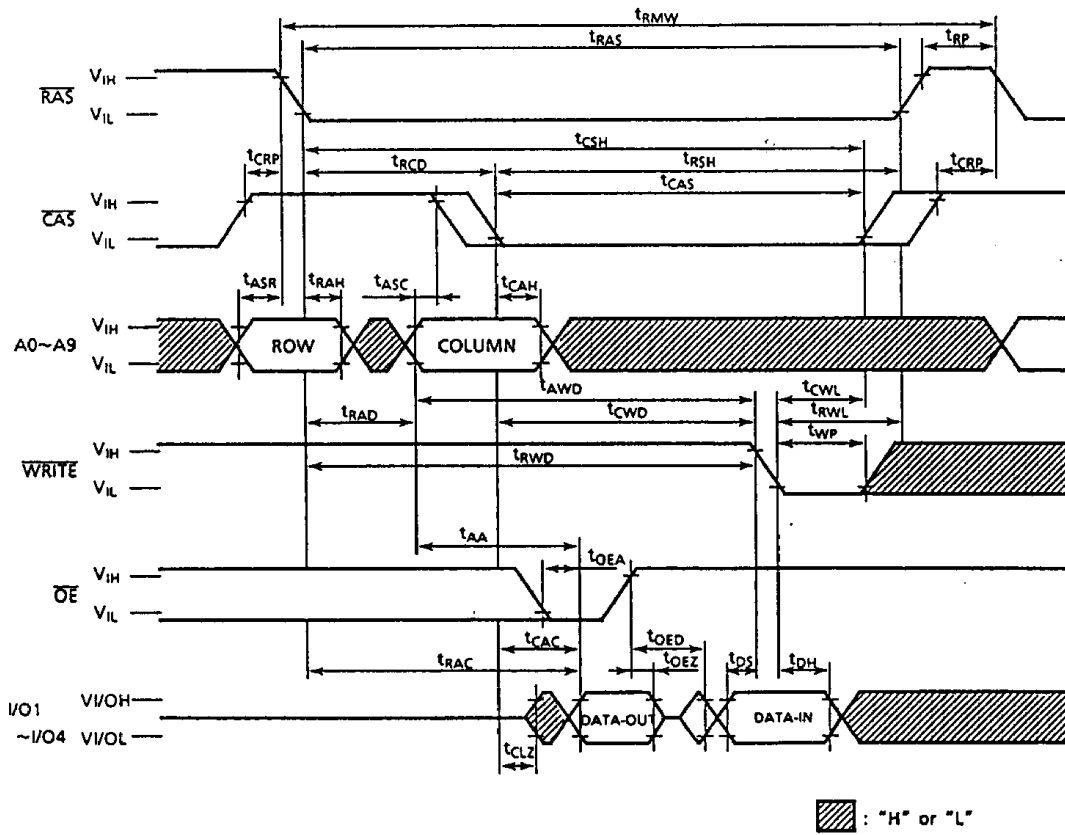 tRMW
tRAS
tRP
RAS
VIH
VIL
tCSH
tCRP
tRCD
tRSH
tCRP
tCAS
CAS
VIH
VIL
tASR
tRAH
tASC
tCAH
A0~A9
VIH
VIL
ROW
COLUMN
tAWD
tCWL
tRAD
tCWD
tRWL
tWP
WRITE
VIH
VIL
tRWD
tAA
tOEA
OE
VIH
VIL
tCAC
tOED
tRAC
tOEZ
tDS
tDH
I/O1
~I/O4
VI/OH
VI/OL
DATA-OUT
DATA-IN
tCLZ
: "H" or "L"